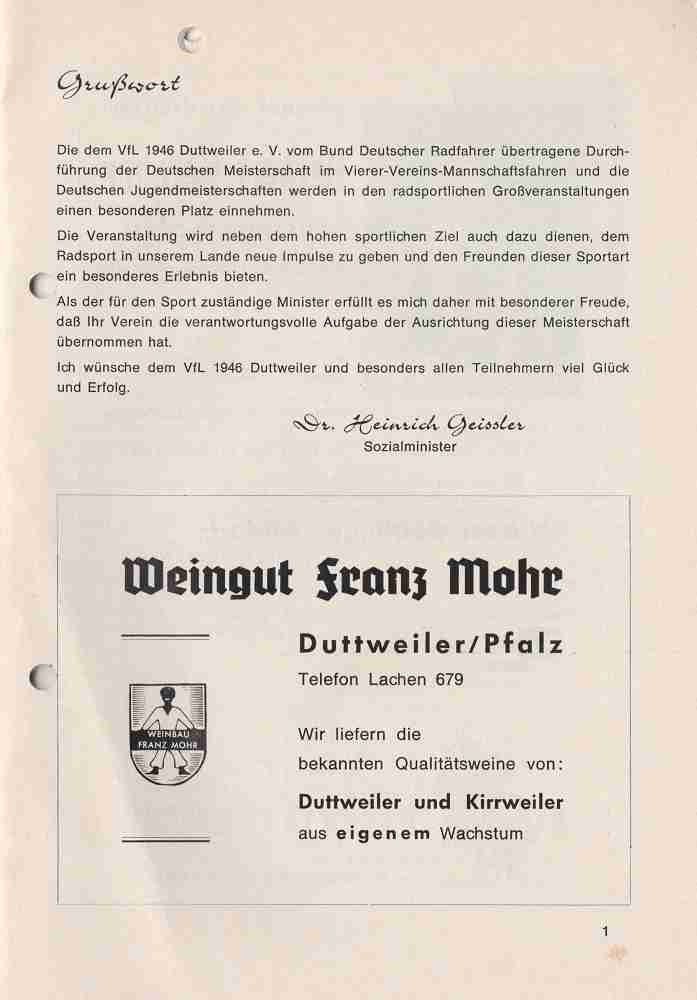 Grußwort
Die dem VfL 1946 Duttweiler e. V. vom Bund Deutscher Radfahrer übertragene Durch-
führung der Deutschen Meisterschaft im Vierer-Vereins-Mannschaftsfahren und die
Deutschen Jugendmeisterschaften werden in den radsportlichen Großveranstaltungen
einen besonderen Platz einnehmen.
Die Veranstaltung wird neben dem hohen sportlichen Ziel auch dazu dienen, dem
Radsport in unserem Lande neue Impulse zu geben und den Freunden dieser Sportart
ein besonderes Erlebnis bieten.
Als der für den Sport zuständige Minister erfüllt es mich daher mit besonderer Freude,
daß Ihr Verein die verantwortungsvolle Aufgabe der Ausrichtung dieser Meisterschaft
übernommen hat.
Ich wünsche dem VfL 1946 Duttweiler und besonders allen Teilnehmern viel Glück
und Erfolg.
Dr. Heinrich Geissler
Sozialminister
Weingut Franz Mohr
Duttweiler/Pfalz
Telefon Lachen 679
WEINBAU
FRANZ MOHR
Wir liefern die
bekannten Qualitätsweine von:
Duttweiler und Kirrweiler
aus eigenem Wachstum
1